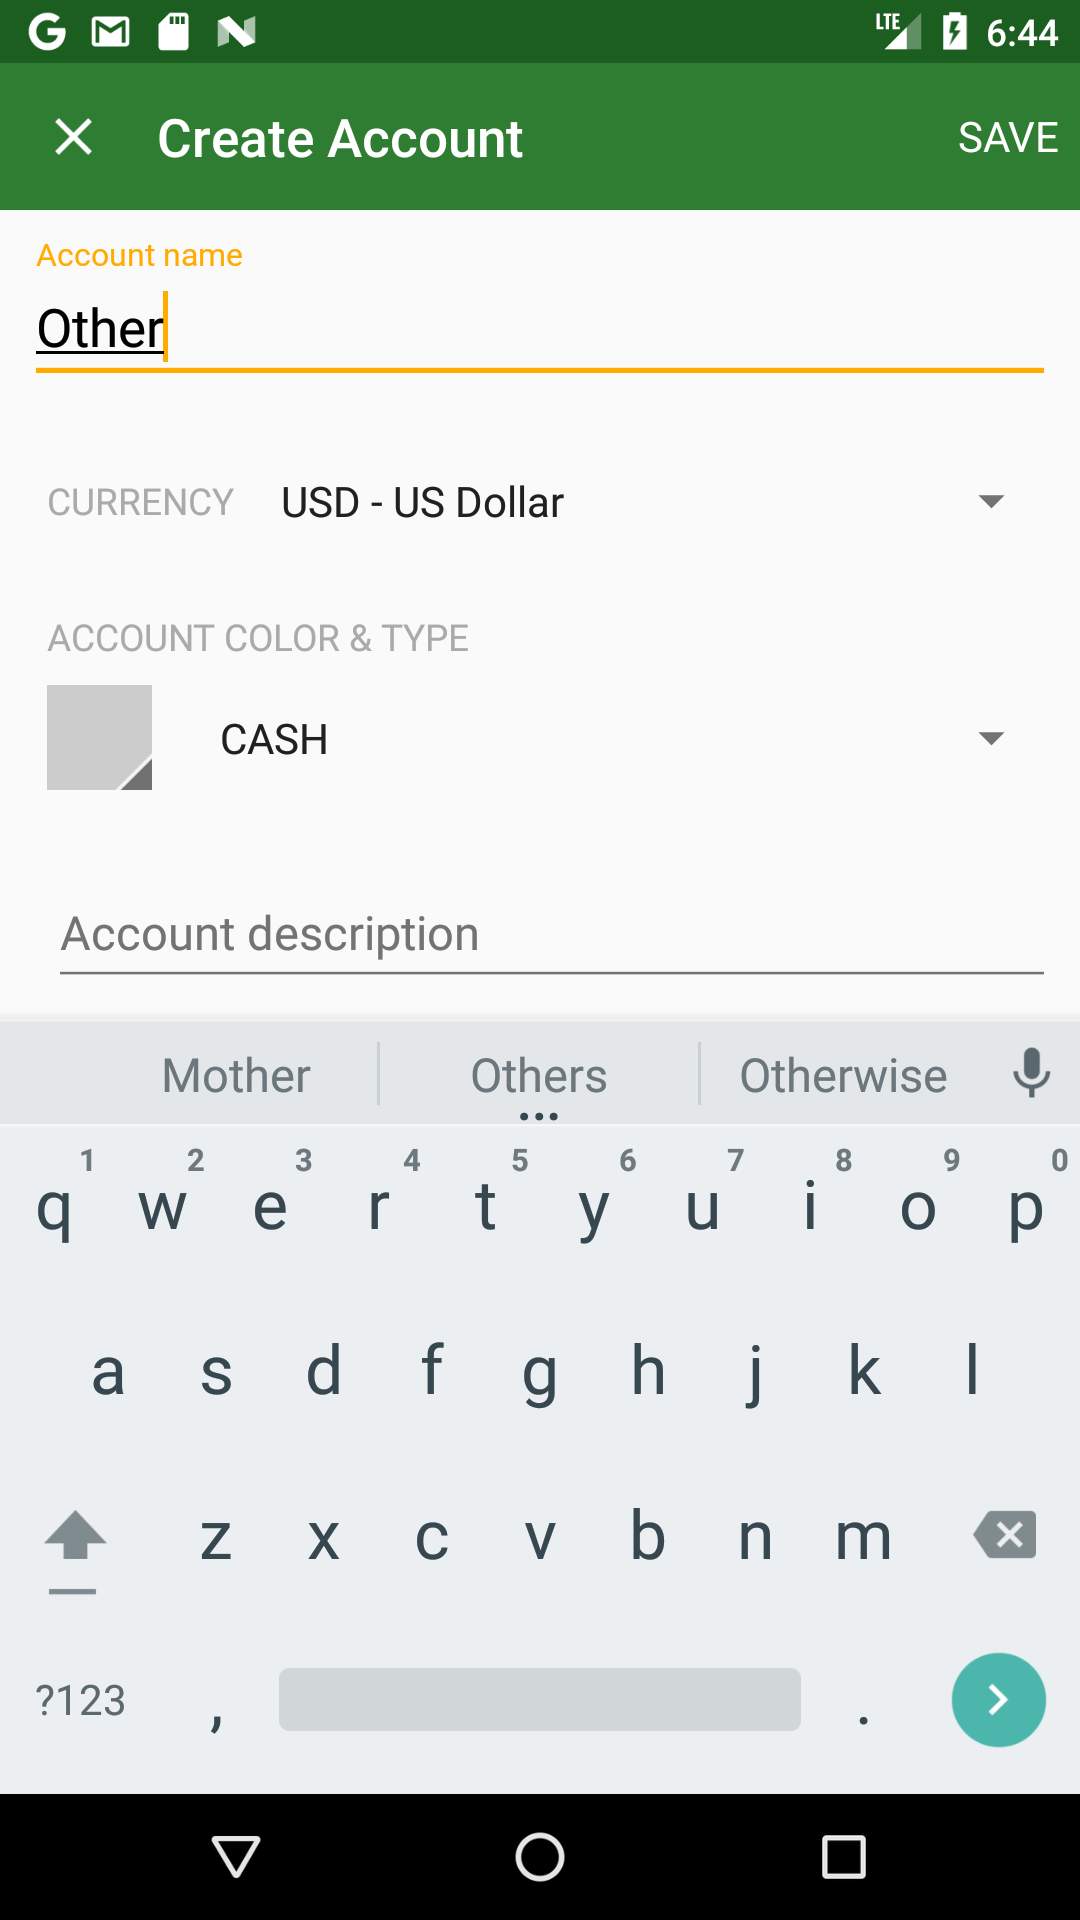 LTE 6:44
Create Account SAVE
Account name
Other
CURRENCY USD - US Dollar
ACCOUNT COLOR & TYPE
CASH
Account description
Mother Others Otherwise
1 2 3 4 5 6 7 8 9 0
q w e r t y u i o p
a s d f g h j k l
z x c v b n m
?123 , .